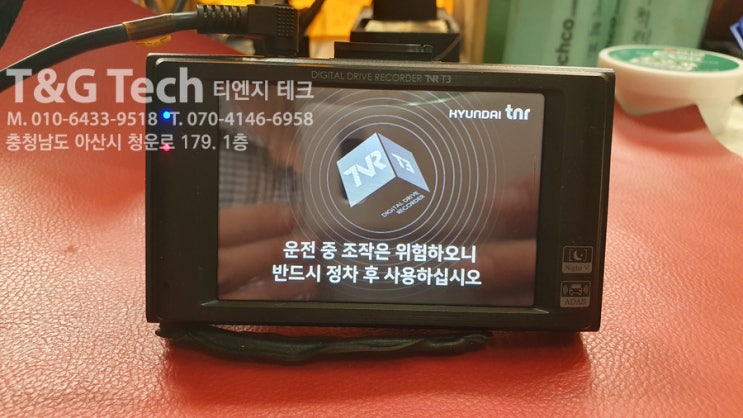 T&G Tech 티엔지 테크
M. 010-6433-9518 T. 070-4146-6958
충청남도 아산시 청운로 179. 1층
DIGITAL DRIVE RECORDER TVR T3
HYUNDAI tnr
TVR T3
DIGITAL DRIVE
RECORDER
운전 중 조작은 위험하오니
반드시 정차 후 사용하십시오
Night V
ADAS